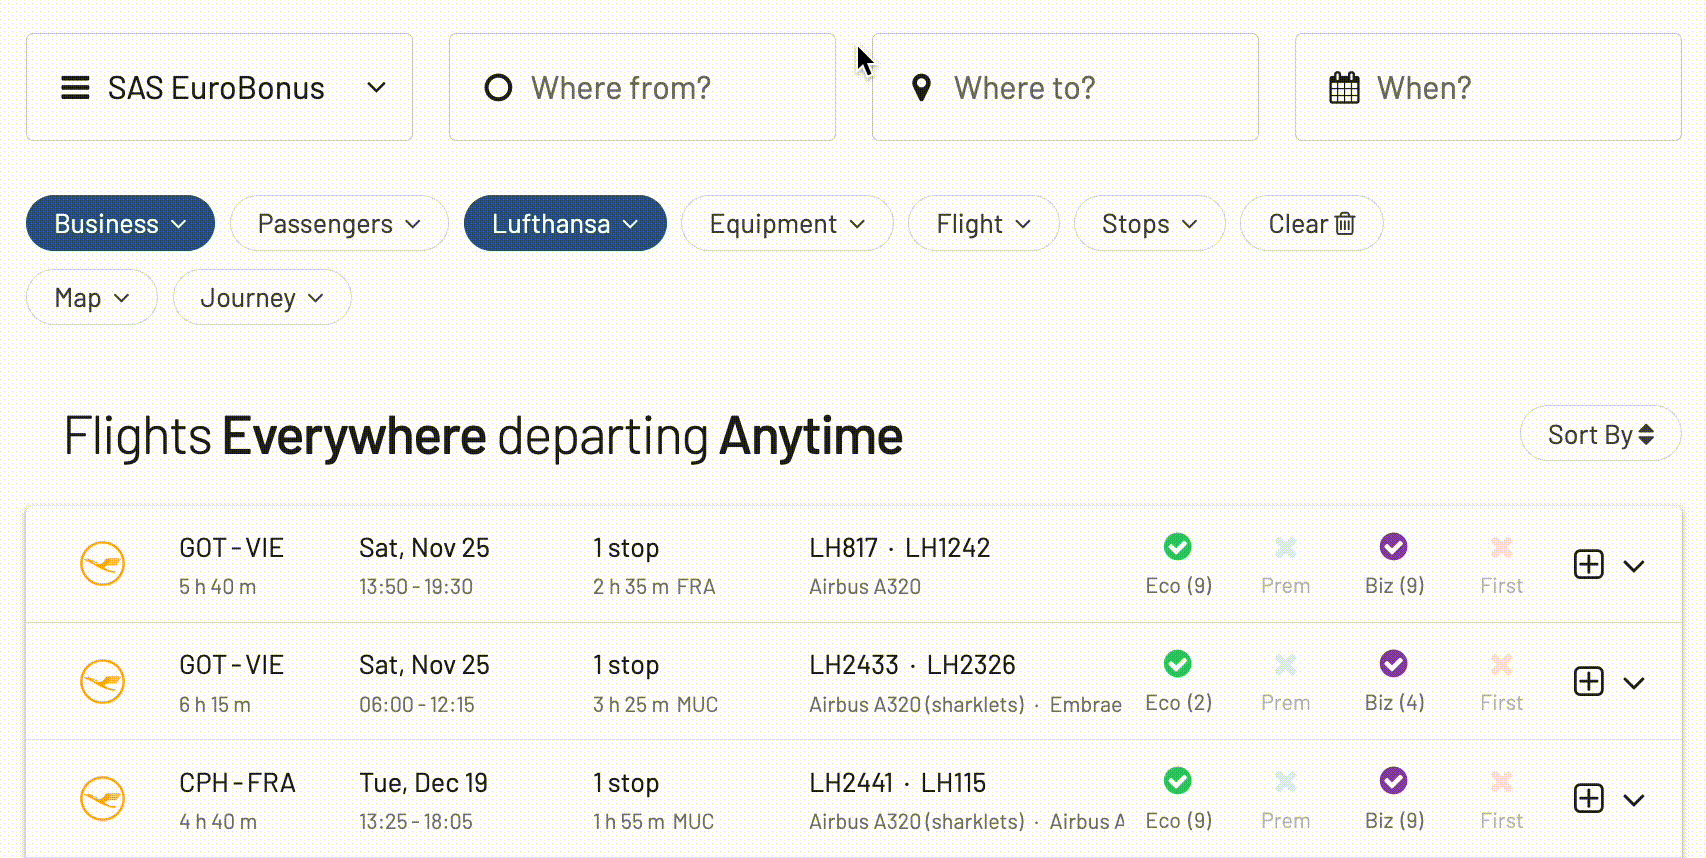 SAS EuroBonus
Where from?
Where to?
When?
Business
Passengers
Lufthansa
Equipment
Flight
Stops
Clear
Map
Journey
Flights Everywhere departing Anytime
Sort By
GOT - VIE Sat, Nov 25 1 stop LH817 · LH1242
5 h 40 m 13:50 - 19:30 2 h 35 m FRA Airbus A320 Eco (9) Prem Biz (9) First
GOT - VIE Sat, Nov 25 1 stop LH2433 · LH2326
6 h 15 m 06:00 - 12:15 3 h 25 m MUC Airbus A320 (sharklets) · Embrae Eco (2) Prem Biz (4) First
CPH - FRA Tue, Dec 19 1 stop LH2441 · LH115
4 h 40 m 13:25 - 18:05 1 h 55 m MUC Airbus A320 (sharklets) · Airbus A Eco (9) Prem Biz (9) First